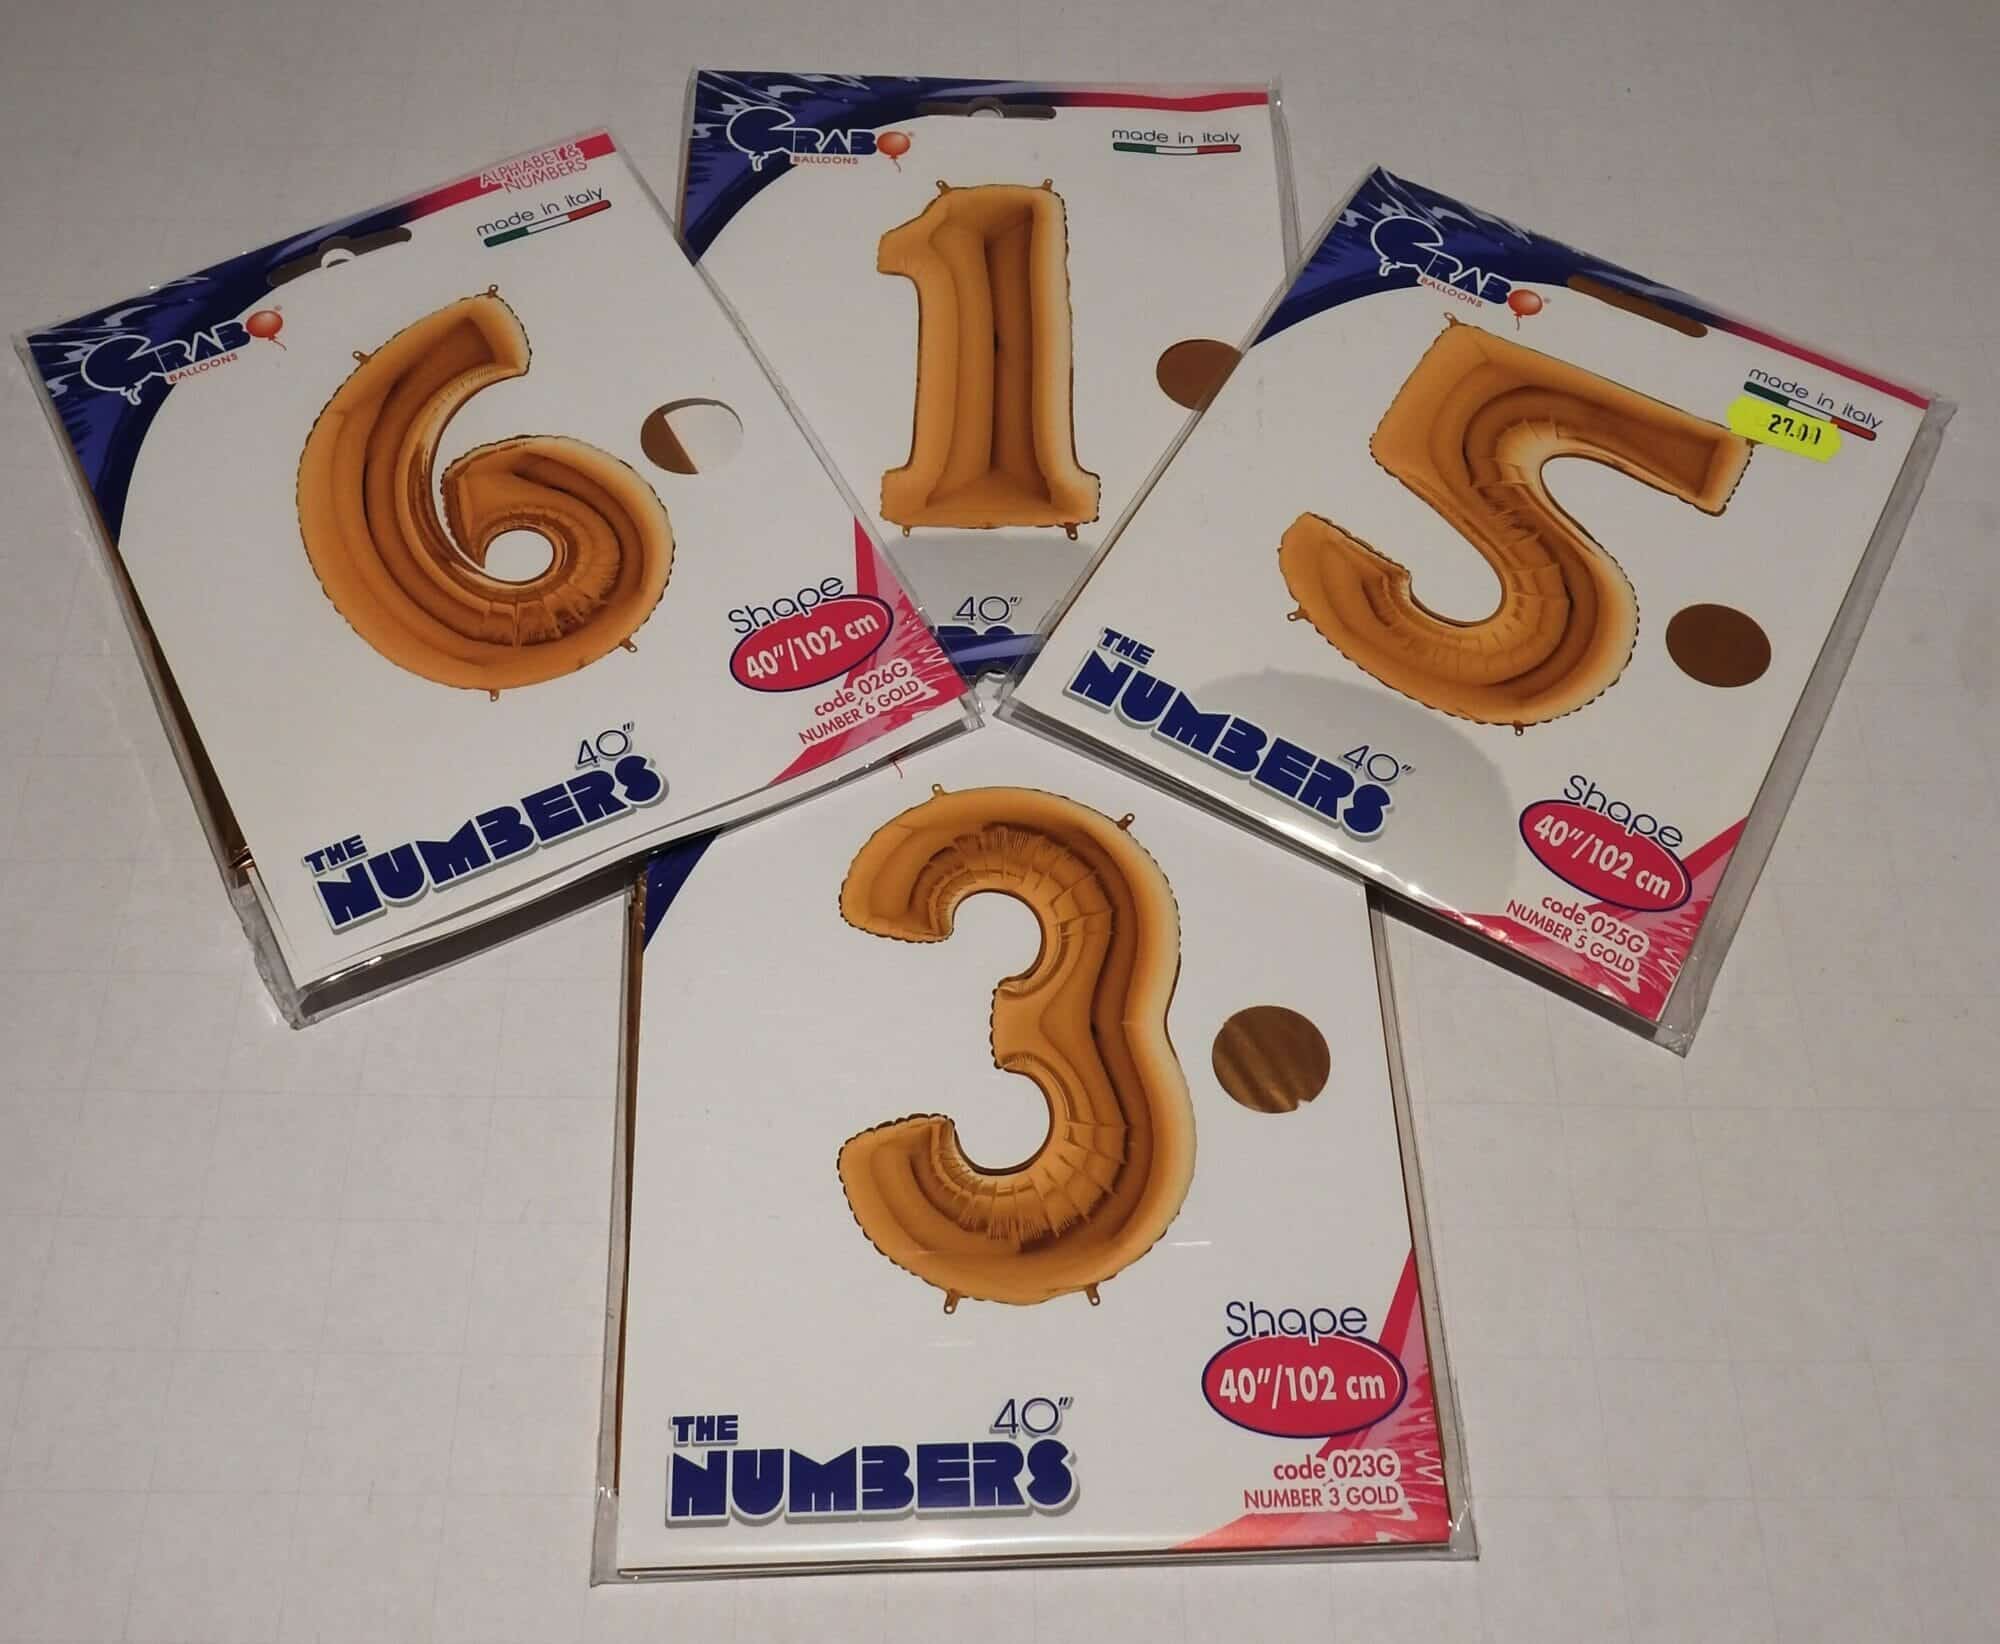 GRABO
BALLOONS
made in italy
1
40"
ALPHABET &
NUMBERS
made in italy
GRABO
BALLOONS
6
Shape
40"/102 cm
code 026G
NUMBER 6 GOLD
40"
THE
NUMBERS
GRABO
BALLOONS
made in italy
27.00
5
THE
NUMBERS
40"
Shape
40"/102 cm
code 025G
NUMBER 5 GOLD
3
Shape
40"/102 cm
code 023G
NUMBER 3 GOLD
40"
THE
NUMBERS